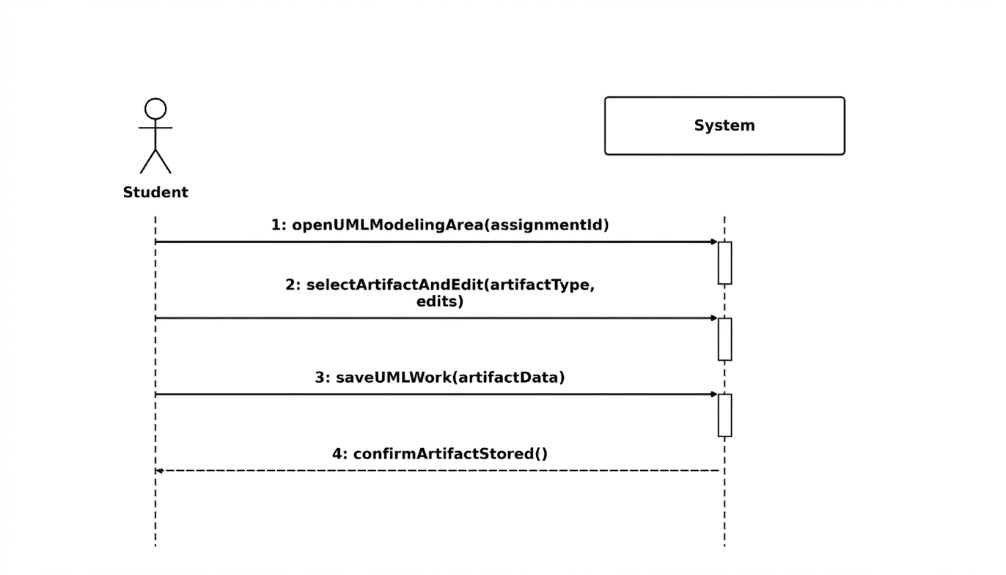 System
Student
1: openUMLModelingArea(assignmentId)
2: selectArtifactAndEdit(artifactType,
edits)
3: saveUMLWork(artifactData)
4: confirmArtifactStored()